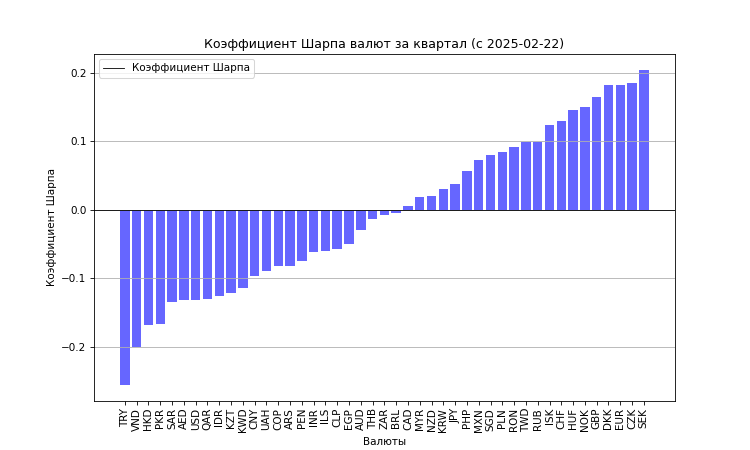 Коэффициент Шарпа валют за квартал (с 2025-02-22)
Коэффициент Шарпа
0.2
0.1
0.0
−0.1
−0.2
Коэффициент Шарпа
TRY
VND
HKD
PKR
SAR
AED
USD
QAR
IDR
KZT
KWD
CNY
UAH
COP
ARS
PEN
INR
ILS
CLP
EGP
AUD
THB
ZAR
BRL
CAD
MYR
NZD
KRW
JPY
PHP
MXN
SGD
PLN
RON
TWD
RUB
ISK
CHF
HUF
NOK
GBP
DKK
EUR
CZK
SEK
Валюты